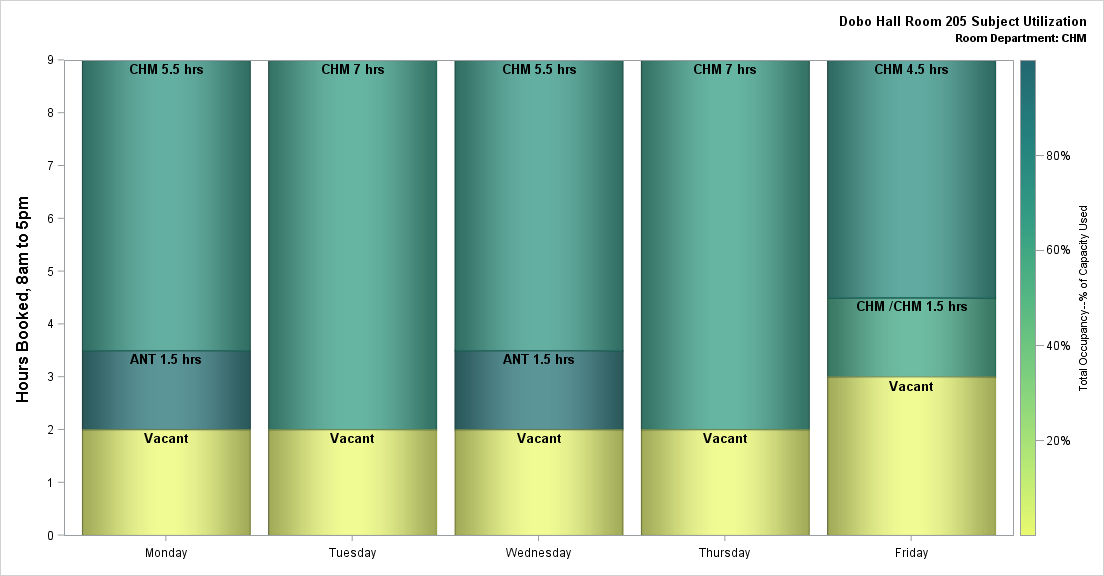 Dobo Hall Room 205 Subject Utilization
Room Department: CHM
Hours Booked, 8am to 5pm
9
8
7
6
5
4
3
2
1
0
CHM 5.5 hrs
ANT 1.5 hrs
Vacant
CHM 7 hrs
Vacant
CHM 5.5 hrs
ANT 1.5 hrs
Vacant
CHM 7 hrs
Vacant
CHM 4.5 hrs
CHM /CHM 1.5 hrs
Vacant
Monday
Tuesday
Wednesday
Thursday
Friday
80%
60%
40%
20%
Total Occupancy--% of Capacity Used